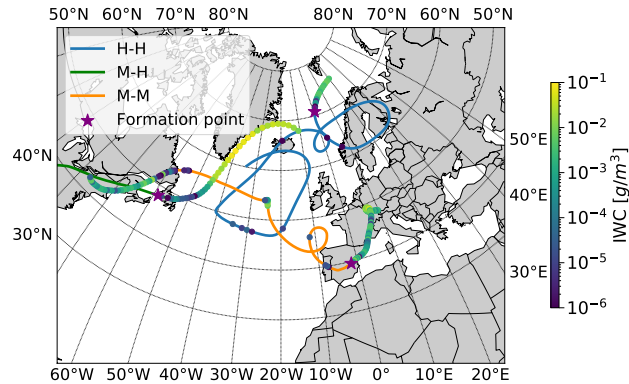 50°N 60°N 70°N 80°N 80°N 70°N 60°N 50°N
H-H
M-H
M-M
Formation point
40°N
30°N
50°E
40°E
30°E
60°W 50°W 40°W 30°W 20°W 10°W 0° 10°E 20°E
10⁻¹
10⁻²
10⁻³
10⁻⁴
10⁻⁵
10⁻⁶
IWC [g/m³]